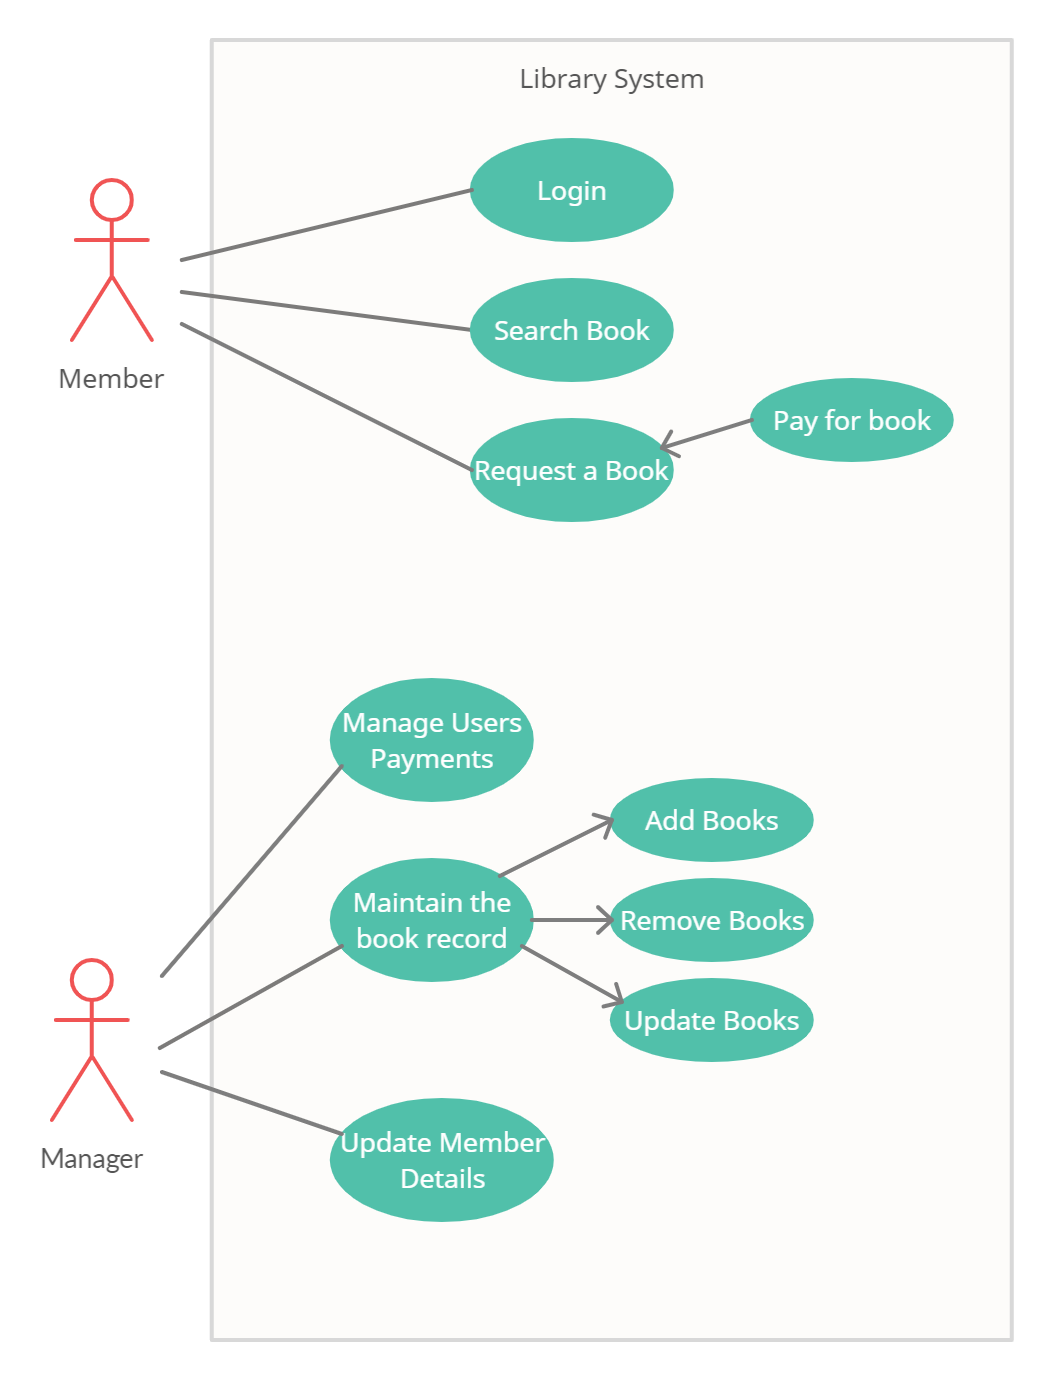 Library System
Login
Member
Search Book
Pay for book
Request a Book
Manage Users
Payments
Add Books
Maintain the
book record
Remove Books
Update Books
Manager
Update Member
Details